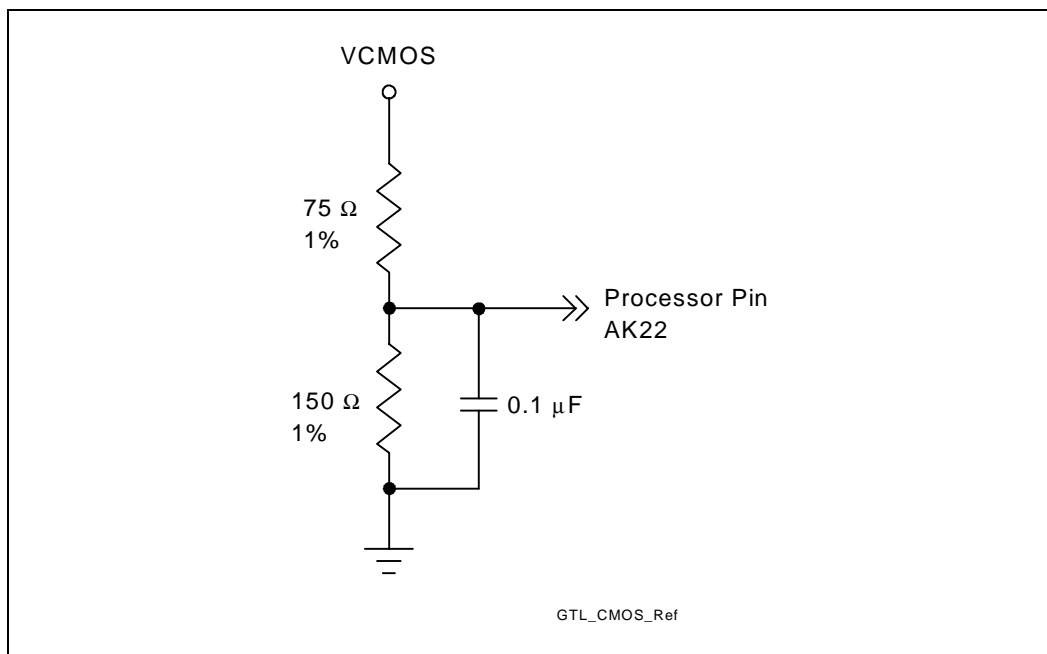 VCMOS
75 Ω
1%
Processor Pin
AK22
150 Ω
1%
0.1 μF
GTL_CMOS_Ref